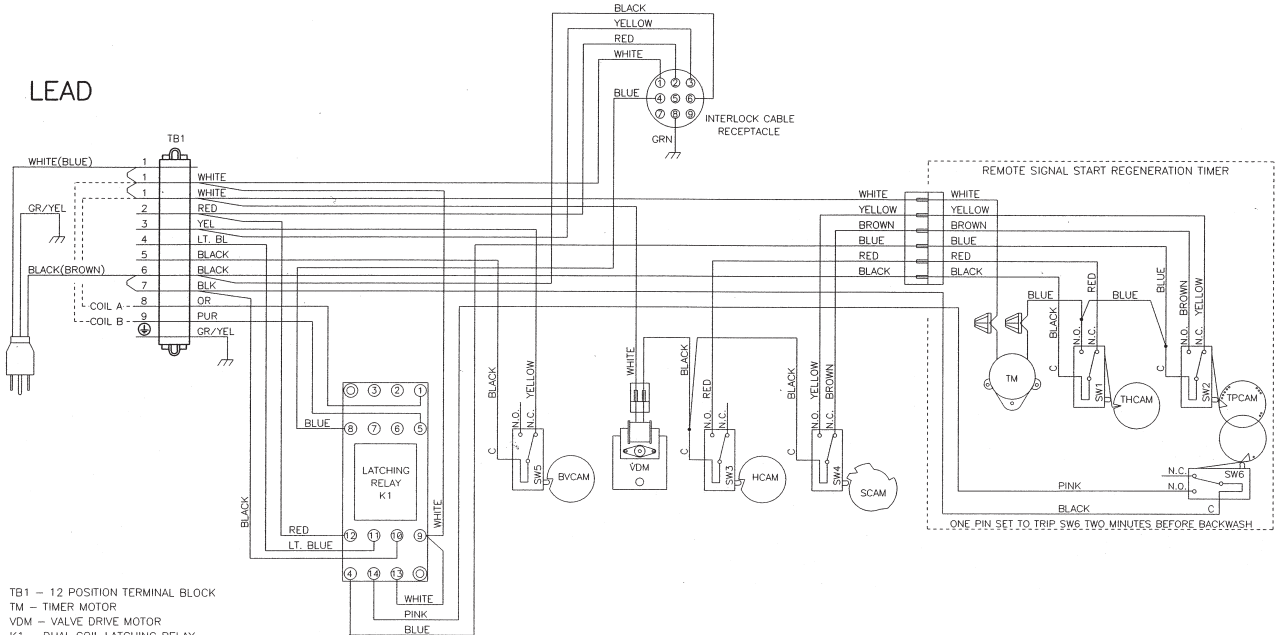 BLACK
YELLOW
RED
WHITE
BLUE
1 2 3
4 5 6
7 8 9
GRN
INTERLOCK CABLE
RECEPTACLE
LEAD
TB1
WHITE(BLUE)
GR/YEL
BLACK(BROWN)
COIL A
COIL B
1
1 WHITE
1 WHITE
2 RED
3 YEL
4 LT. BL
5 BLACK
6 BLACK
7 BLK
8 OR
9 PUR
GR/YEL
REMOTE SIGNAL START REGENERATION TIMER
WHITE WHITE
YELLOW YELLOW
BROWN BROWN
BLUE BLUE
RED RED
BLACK BLACK
BLUE
BLACK
RED
BLUE
BLUE
BROWN
YELLOW
N.O.
N.C.
N.O.
N.C.
C
C
TM
SW1
THCAM
SW2
TPCAM
N.C.
N.O.
SW6
C
PINK
BLACK
ONE PIN SET TO TRIP SW6 TWO MINUTES BEFORE BACKWASH
BLACK
N.O.
N.C.
YELLOW
C
SW5
BVCAM
WHITE
VDM
BLACK
N.O.
RED
N.C.
C
SW3
HCAM
BLACK
N.O.
YELLOW
N.C.
BROWN
C
SW4
SCAM
3 2 1
BLUE
8 7 6 5
LATCHING
RELAY
K1
BLACK
WHITE
RED
LT. BLUE
12 11 10 9
4 14 13
WHITE
PINK
BLUE
TB1 – 12 POSITION TERMINAL BLOCK
TM – TIMER MOTOR
VDM – VALVE DRIVE MOTOR
K1 – DUAL COIL LATCHING RELAY